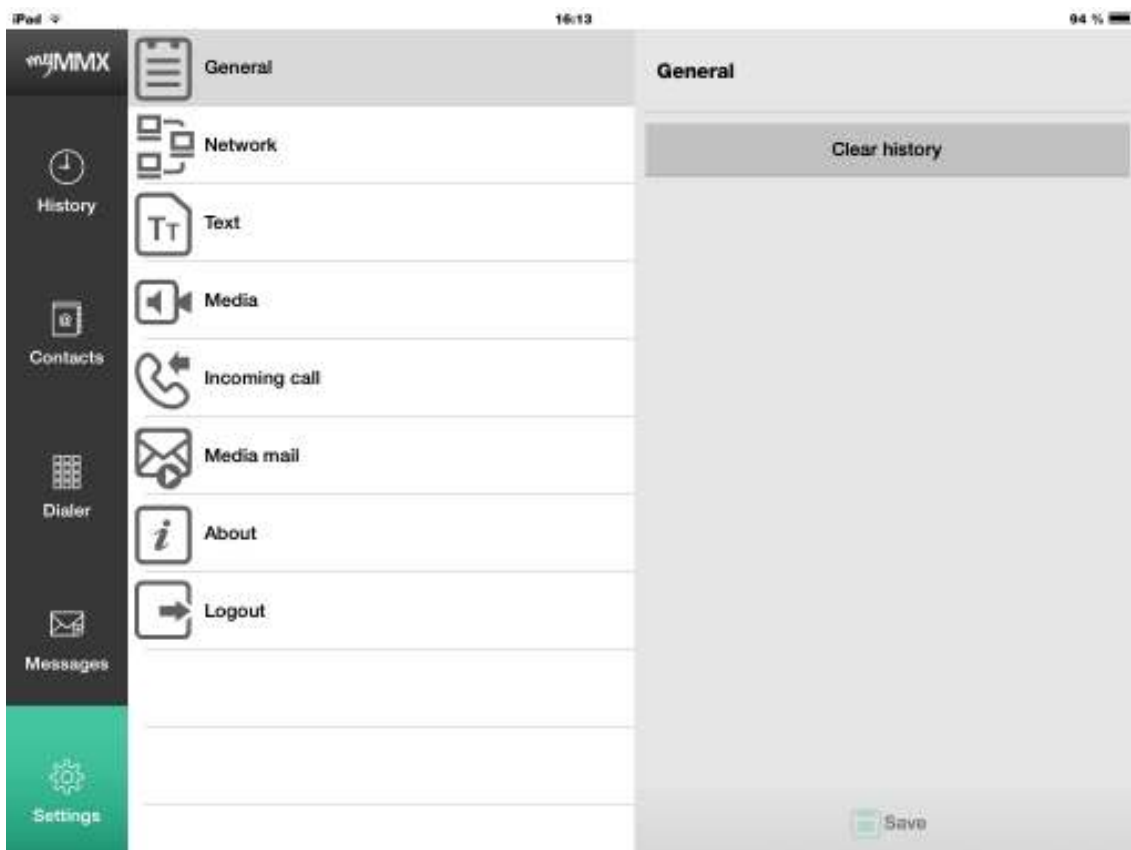 iPad 16:13 94 %
myMMX
History
Contacts
Dialer
Messages
Settings
General
Network
Text
Media
Incoming call
Media mail
About
Logout
General
Clear history
Save